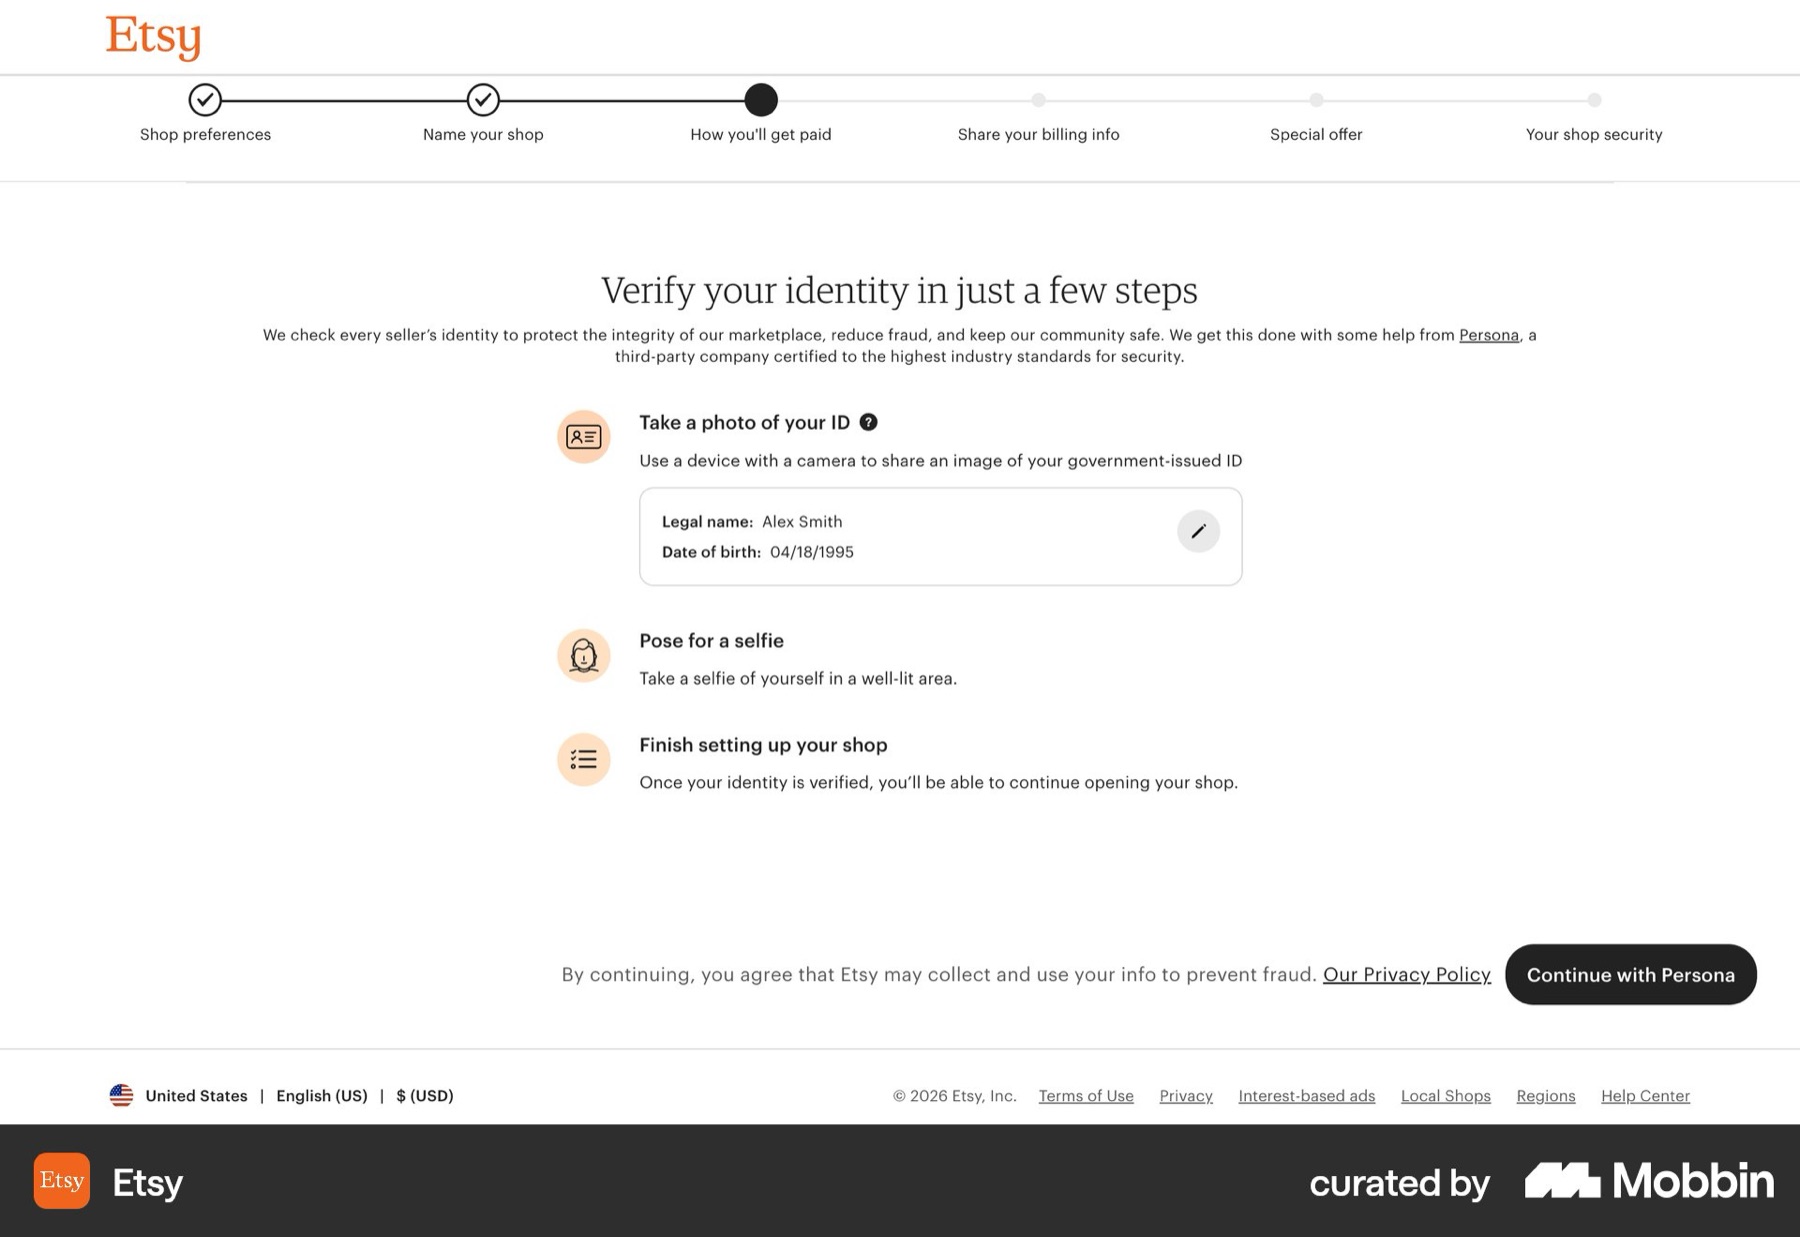 Etsy
Shop preferences
Name your shop
How you'll get paid
Share your billing info
Special offer
Your shop security
Verify your identity in just a few steps
We check every seller’s identity to protect the integrity of our marketplace, reduce fraud, and keep our community safe. We get this done with some help from Persona, a
third-party company certified to the highest industry standards for security.
Take a photo of your ID ?
Use a device with a camera to share an image of your government-issued ID
Legal name: Alex Smith
Date of birth: 04/18/1995
Pose for a selfie
Take a selfie of yourself in a well-lit area.
Finish setting up your shop
Once your identity is verified, you’ll be able to continue opening your shop.
By continuing, you agree that Etsy may collect and use your info to prevent fraud. Our Privacy Policy
Continue with Persona
United States | English (US) | $ (USD)
© 2026 Etsy, Inc. Terms of Use Privacy Interest-based ads Local Shops Regions Help Center
Etsy Etsy
curated by Mobbin